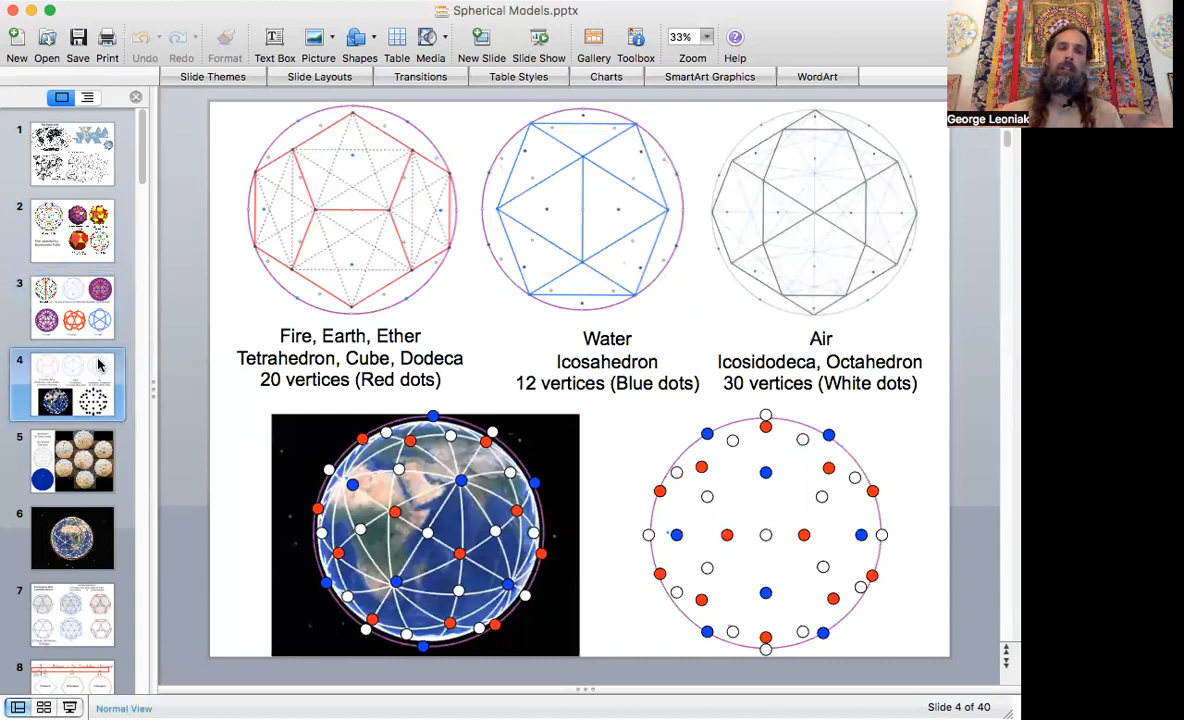 Spherical Models.pptx
New Open Save Print Undo Redo Format Text Box Picture Shapes Table Media New Slide Slide Show Gallery Toolbox Zoom Help
33%
Slide Themes Slide Layouts Transitions Table Styles Charts SmartArt Graphics WordArt
George Leoniak
1
2
3
4
5
6
7
8
Fire, Earth, Ether
Tetrahedron, Cube, Dodeca
20 vertices (Red dots)
Water
Icosahedron
12 vertices (Blue dots)
Air
Icosidodeca, Octahedron
30 vertices (White dots)
Normal View
Slide 4 of 40